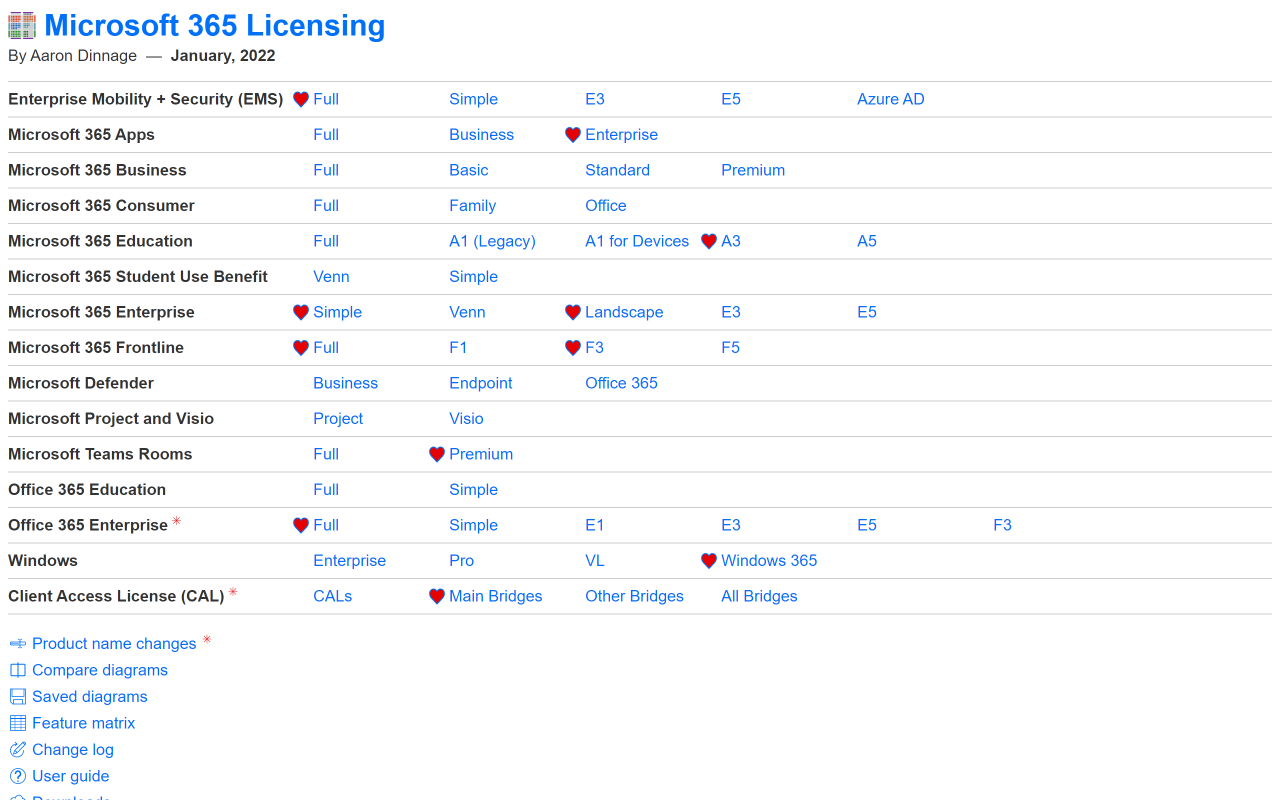 Microsoft 365 Licensing
By Aaron Dinnage — January, 2022
Enterprise Mobility + Security (EMS) Full Simple E3 E5 Azure AD
Microsoft 365 Apps Full Business Enterprise
Microsoft 365 Business Full Basic Standard Premium
Microsoft 365 Consumer Full Family Office
Microsoft 365 Education Full A1 (Legacy) A1 for Devices A3 A5
Microsoft 365 Student Use Benefit Venn Simple
Microsoft 365 Enterprise Simple Venn Landscape E3 E5
Microsoft 365 Frontline Full F1 F3 F5
Microsoft Defender Business Endpoint Office 365
Microsoft Project and Visio Project Visio
Microsoft Teams Rooms Full Premium
Office 365 Education Full Simple
Office 365 Enterprise * Full Simple E1 E3 E5 F3
Windows Enterprise Pro VL Windows 365
Client Access License (CAL) * CALs Main Bridges Other Bridges All Bridges
Product name changes *
Compare diagrams
Saved diagrams
Feature matrix
Change log
User guide